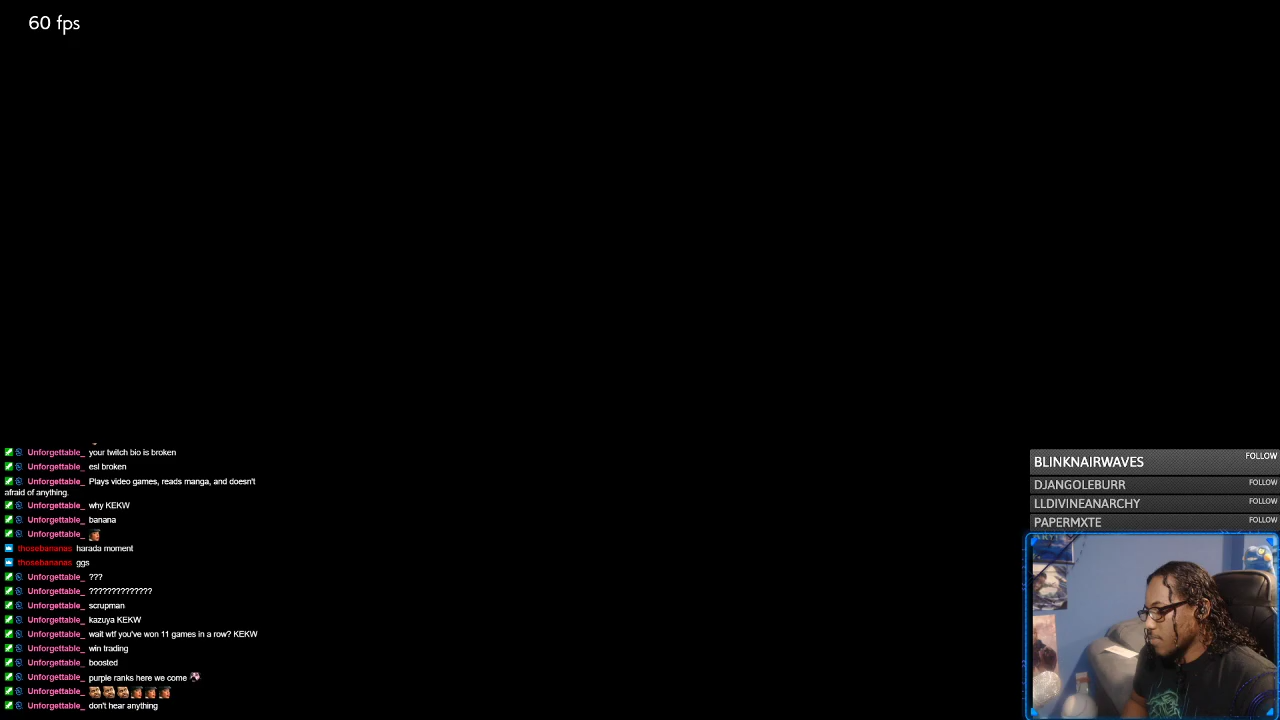 60 fps
Unforgettable_ your twitch bio is broken
Unforgettable_ esl broken
Unforgettable_ Plays video games, reads manga, and doesn't
afraid of anything.
Unforgettable_ why KEKW
Unforgettable_ banana
Unforgettable_
thosebananas harada moment
thosebananas ggs
Unforgettable_ ???
Unforgettable_ ??????????????
Unforgettable_ scrupman
Unforgettable_ kazuya KEKW
Unforgettable_ wait wtf you've won 11 games in a row? KEKW
Unforgettable_ win trading
Unforgettable_ boosted
Unforgettable_ purple ranks here we come
Unforgettable_
Unforgettable_ don't hear anything
BLINKNAIRWAVES FOLLOW
DJANGOLEBURR FOLLOW
LLDIVINEANARCHY FOLLOW
PAPERMXTE FOLLOW